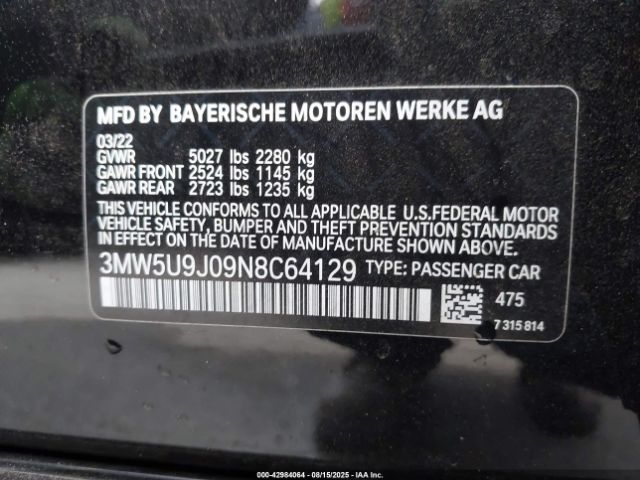 MFD BY BAYERISCHE MOTOREN WERKE AG
03/22
GVWR 5027 lbs 2280 kg
GAWR FRONT 2524 lbs 1145 kg
GAWR REAR 2723 lbs 1235 kg
THIS VEHICLE CONFORMS TO ALL APPLICABLE U.S.FEDERAL MOTOR
VEHICLE SAFETY, BUMPER AND THEFT PREVENTION STANDARDS
IN EFFECT ON THE DATE OF MANUFACTURE SHOWN ABOVE.
3MW5U9J09N8C64129 TYPE: PASSENGER CAR
475
7 315 814
©-42984064 - 08/15/2025 - IAA Inc.